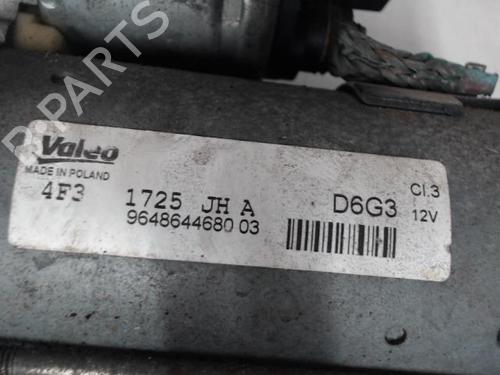 B-PARTS
Valeo
MADE IN POLAND
4F3 1725 JH A D6G3 Cl.3
9648644680 03 12V